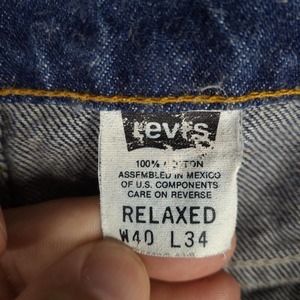 Levi's
100% COTTON
ASSEMBLED IN MEXICO
OF U.S. COMPONENTS
CARE ON REVERSE
RELAXED
W40 L34